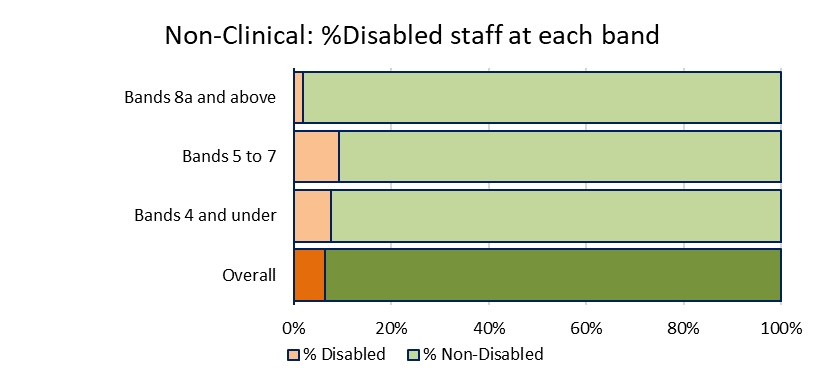 Non-Clinical: %Disabled staff at each band
Bands 8a and above
Bands 5 to 7
Bands 4 and under
Overall
0% 20% 40% 60% 80% 100%
% Disabled % Non-Disabled